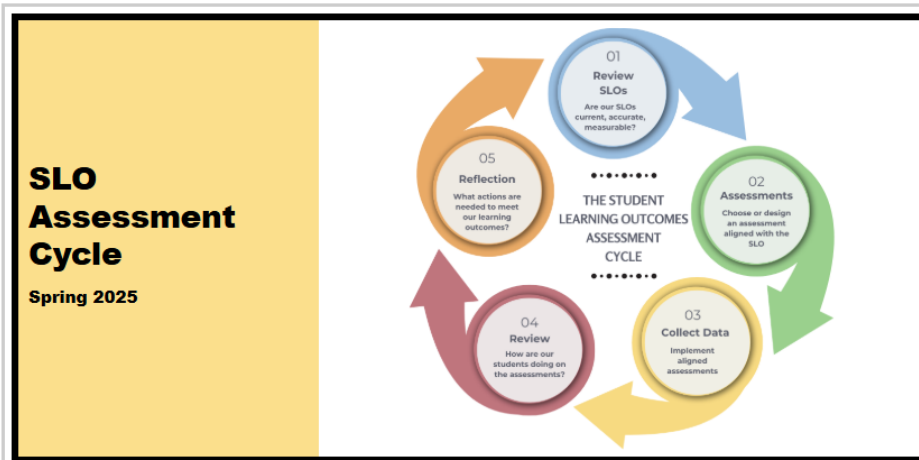 SLO
Assessment
Cycle
Spring 2025
01
Review
SLOs
Are our SLOs
current, accurate,
measurable?
02
Assessments
Choose or design
an assessment
aligned with the
SLO
03
Collect Data
Implement
aligned
assessments
04
Review
How are our
students doing on
the assessments?
05
Reflection
What actions are
needed to meet
our learning
outcomes?
THE STUDENT
LEARNING OUTCOMES
ASSESSMENT
CYCLE